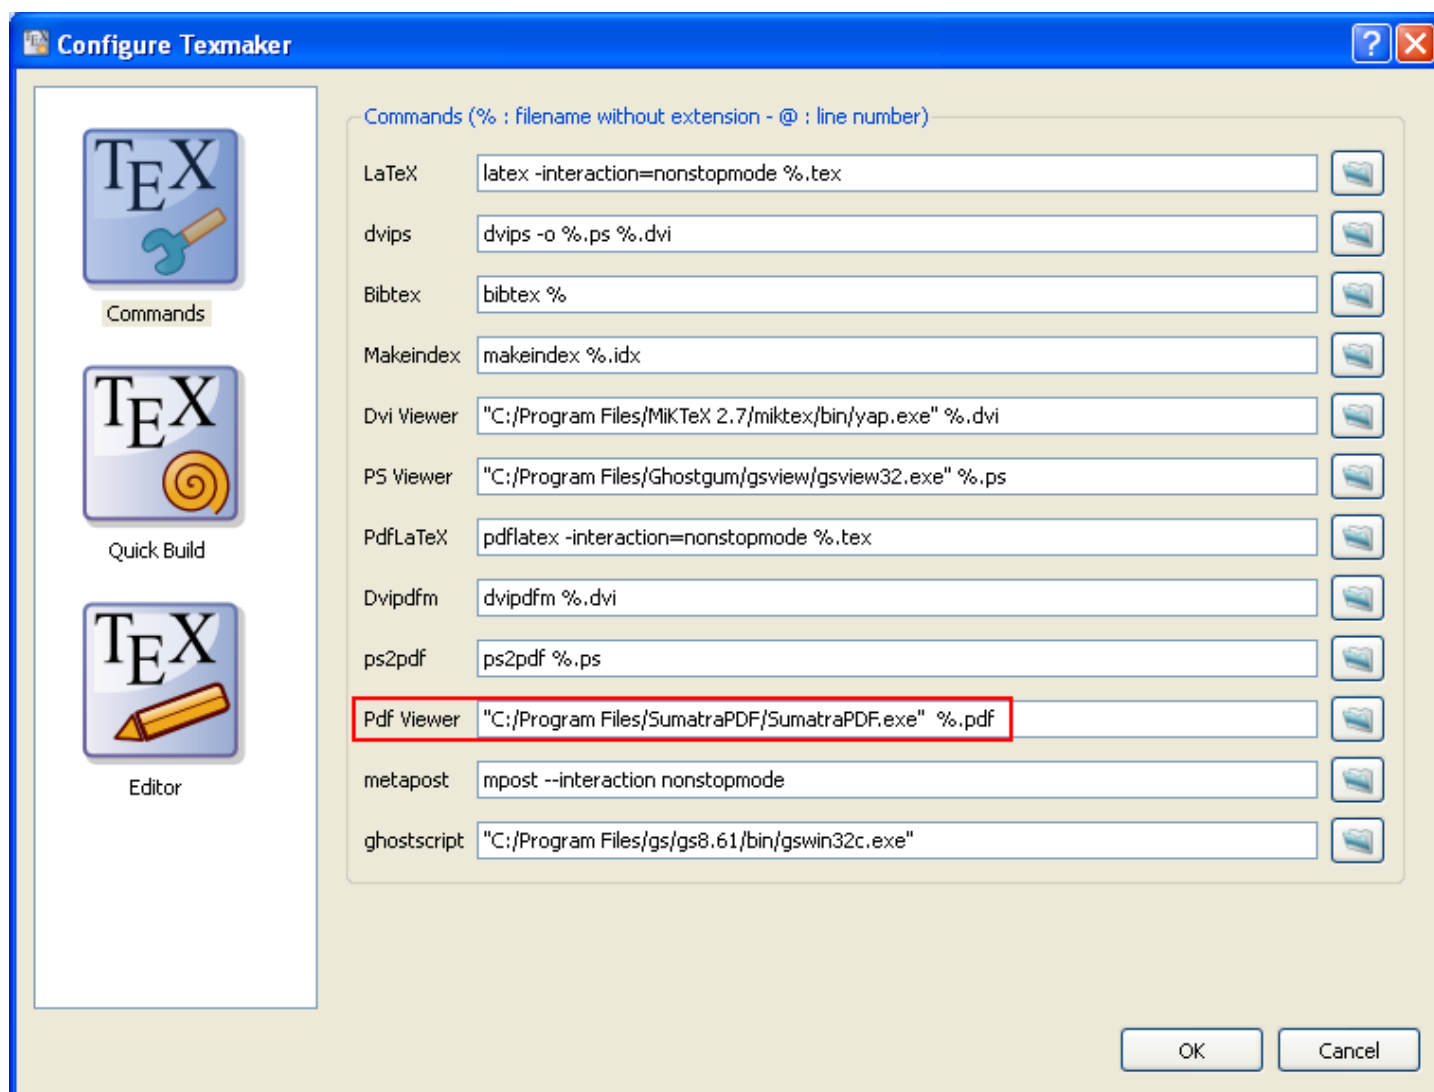 Configure Texmaker
TEX
Commands
TEX
Quick Build
TEX
Editor
Commands (% : filename without extension - @ : line number)
LaTeX latex -interaction=nonstopmode %.tex
dvips dvips -o %.ps %.dvi
Bibtex bibtex %
Makeindex makeindex %.idx
Dvi Viewer "C:/Program Files/MiKTeX 2.7/miktex/bin/yap.exe" %.dvi
PS Viewer "C:/Program Files/Ghostgum/gsview/gsview32.exe" %.ps
PdfLaTeX pdflatex -interaction=nonstopmode %.tex
Dvipdfm dvipdfm %.dvi
ps2pdf ps2pdf %.ps
Pdf Viewer "C:/Program Files/SumatraPDF/SumatraPDF.exe"  %.pdf
metapost mpost --interaction nonstopmode
ghostscript "C:/Program Files/gs/gs8.61/bin/gswin32c.exe"
OK Cancel